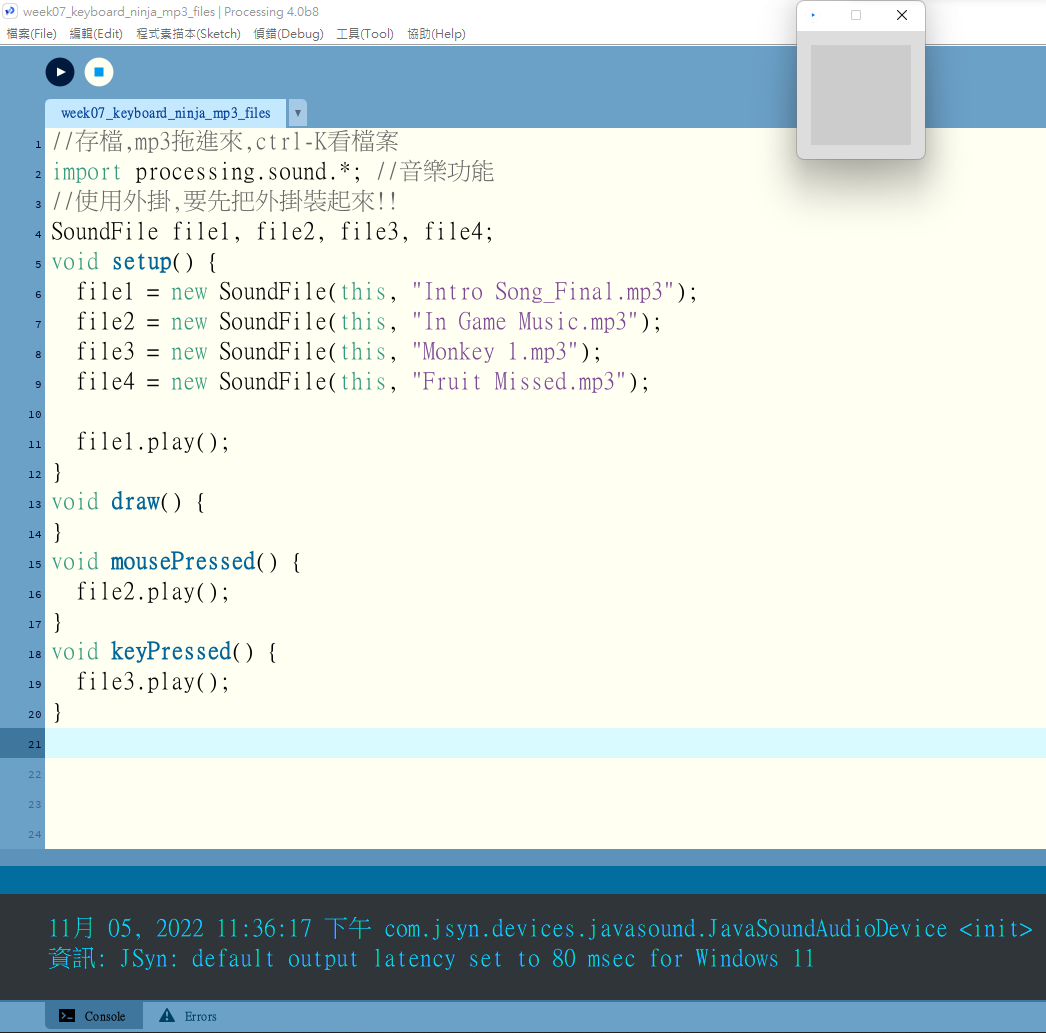 week07_keyboard_ninja_mp3_files | Processing 4.0b8
檔案(File) 編輯(Edit) 程式素描本(Sketch) 偵錯(Debug) 工具(Tool) 協助(Help)
week07_keyboard_ninja_mp3_files
1 //存檔,mp3拖進來,ctrl-K看檔案
2 import processing.sound.*; //音樂功能
3 //使用外掛,要先把外掛裝起來!!
4 SoundFile file1, file2, file3, file4;
5 void setup() {
6 file1 = new SoundFile(this, "Intro Song_Final.mp3");
7 file2 = new SoundFile(this, "In Game Music.mp3");
8 file3 = new SoundFile(this, "Monkey 1.mp3");
9 file4 = new SoundFile(this, "Fruit Missed.mp3");
10
11 file1.play();
12 }
13 void draw() {
14 }
15 void mousePressed() {
16 file2.play();
17 }
18 void keyPressed() {
19 file3.play();
20 }
21
22
23
24
11月 05, 2022 11:36:17 下午 com.jsyn.devices.javasound.JavaSoundAudioDevice <init>
資訊: JSyn: default output latency set to 80 msec for Windows 11
Console Errors